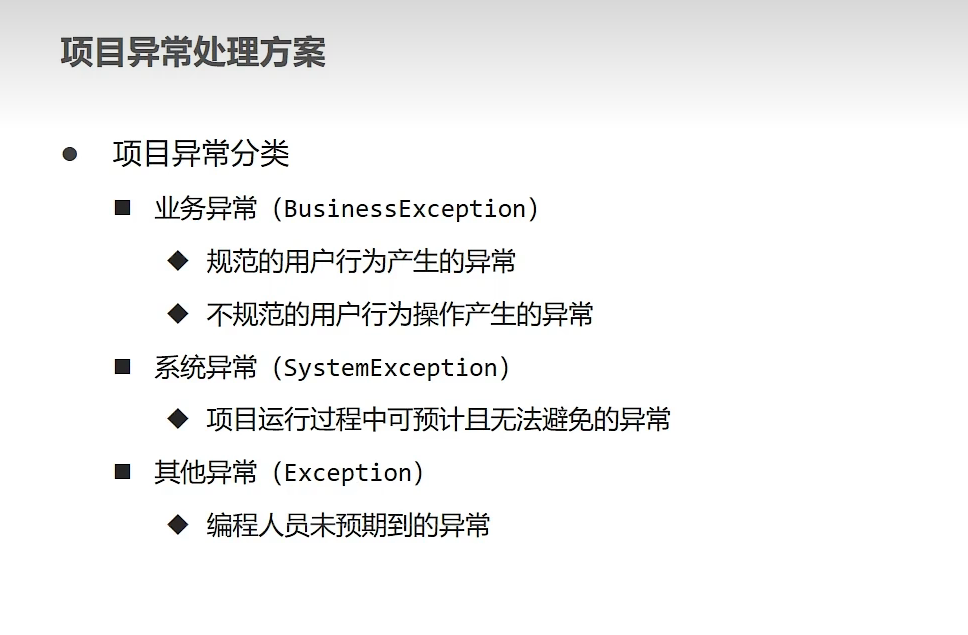 项目异常处理方案
● 项目异常分类
■ 业务异常（BusinessException）
◆ 规范的用户行为产生的异常
◆ 不规范的用户行为操作产生的异常
■ 系统异常（SystemException）
◆ 项目运行过程中可预计且无法避免的异常
■ 其他异常（Exception）
◆ 编程人员未预期到的异常